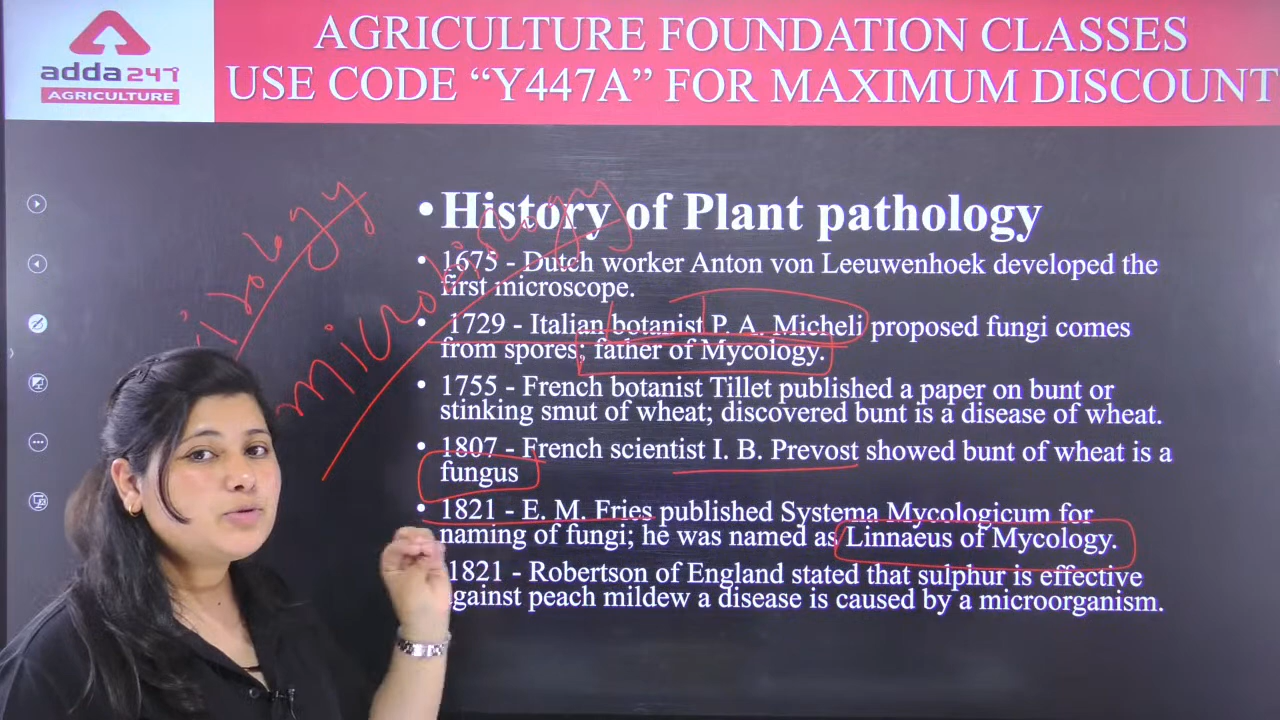 adda247
AGRICULTURE
AGRICULTURE FOUNDATION CLASSES
USE CODE “Y447A” FOR MAXIMUM DISCOUNT
• History of Plant pathology
• 1675 - Dutch worker Anton von Leeuwenhoek developed the
first microscope.
• 1729 - Italian botanist P. A. Micheli proposed fungi comes
from spores; father of Mycology.
• 1755 - French botanist Tillet published a paper on bunt or
stinking smut of wheat; discovered bunt is a disease of wheat.
• 1807 - French scientist I. B. Prevost showed bunt of wheat is a
fungus
• 1821 - E. M. Fries published Systema Mycologicum for
naming of fungi; he was named as Linnaeus of Mycology.
1821 - Robertson of England stated that sulphur is effective
against peach mildew a disease is caused by a microorganism.
microbiology